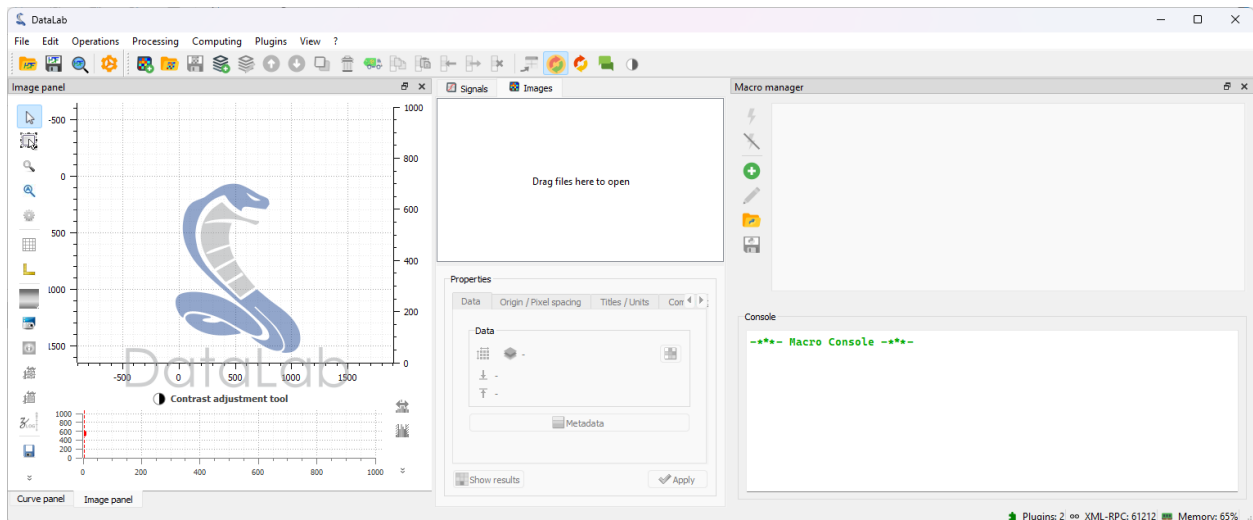 DataLab
File Edit Operations Processing Computing Plugins View ?
Image panel
-500
0
500
1000
1500
1000
800
600
400
200
0
-500 0 500 1000 1500
DataLab
Contrast adjustment tool
1000
800
600
400
200
0
0 200 400 600 800 1000
Curve panel Image panel
Signals Images
Drag files here to open
Properties
Data Origin / Pixel spacing Titles / Units
Data
-
-
-
Metadata
Show results Apply
Macro manager
Console
-*°*- Macro Console -*°*-
Plugins: 2 XML-RPC: 61212 Memory: 65%